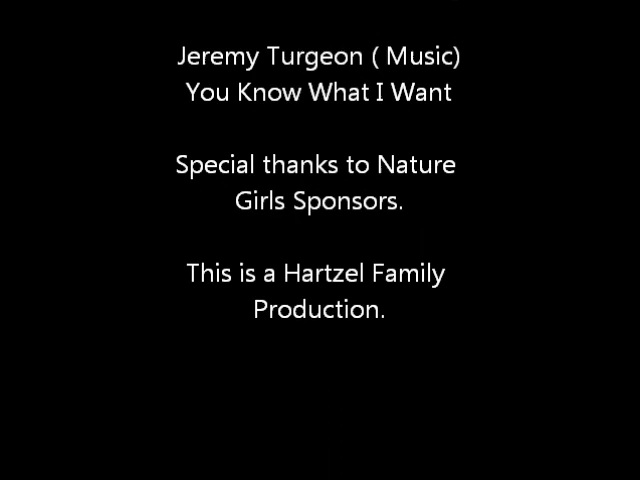 Jeremy Turgeon ( Music)
You Know What I Want
Special thanks to Nature
Girls Sponsors.
This is a Hartzel Family
Production.